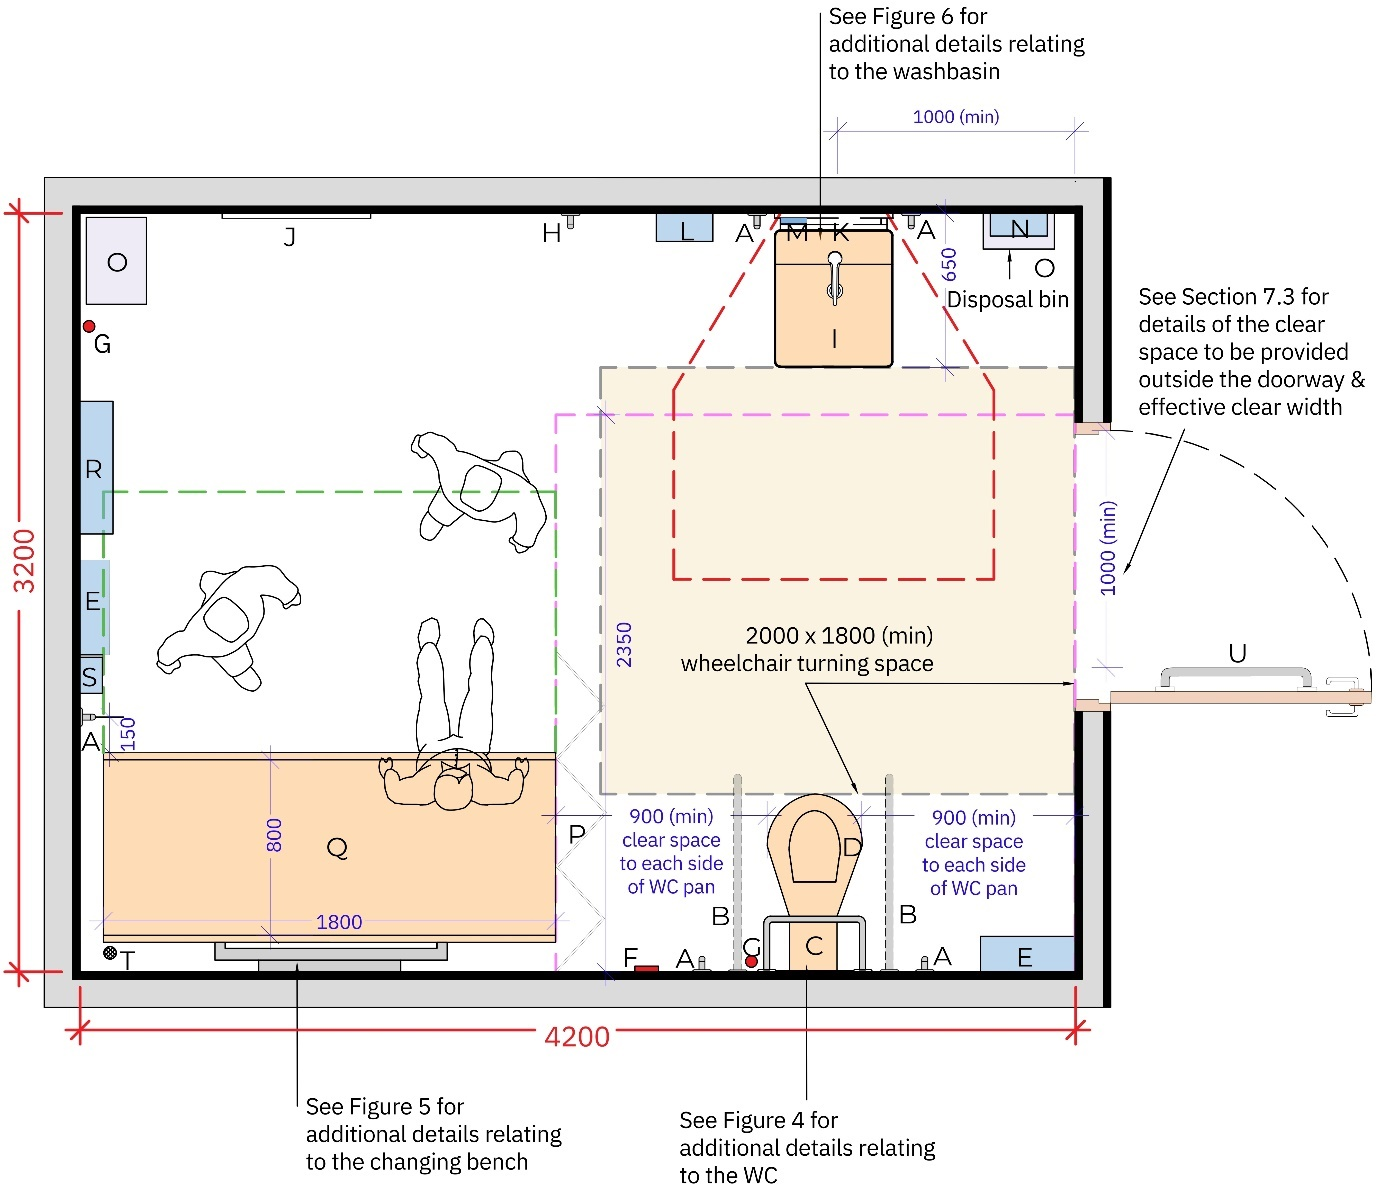 See Figure 6 for
additional details relating
to the washbasin
1000 (min)
J
H
L
A
M
K
A
N
O
O
Disposal bin
650
G
I
See Section 7.3 for
details of the clear
space to be provided
outside the doorway &
effective clear width
R
3200
E
S
A
150
2350
1000 (min)
2000 x 1800 (min)
wheelchair turning space
U
Q
800
1800
P
900 (min)
clear space
to each side
of WC pan
D
900 (min)
clear space
to each side
of WC pan
B
B
T
F
A
G
C
A
E
4200
See Figure 5 for
additional details relating
to the changing bench
See Figure 4 for
additional details relating
to the WC